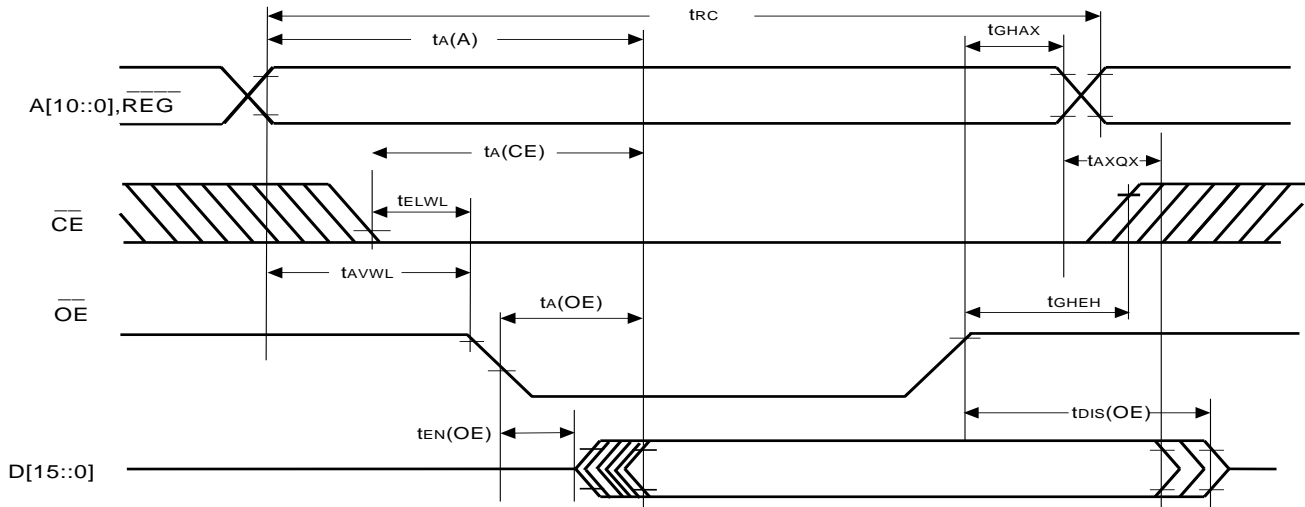 tRC
tA(A)
tGHAX
A[10::0],REG
tA(CE)
tAXQX
tELWL
CE
tAVWL
tGHEH
tA(OE)
OE
tDIS(OE)
tEN(OE)
D[15::0]